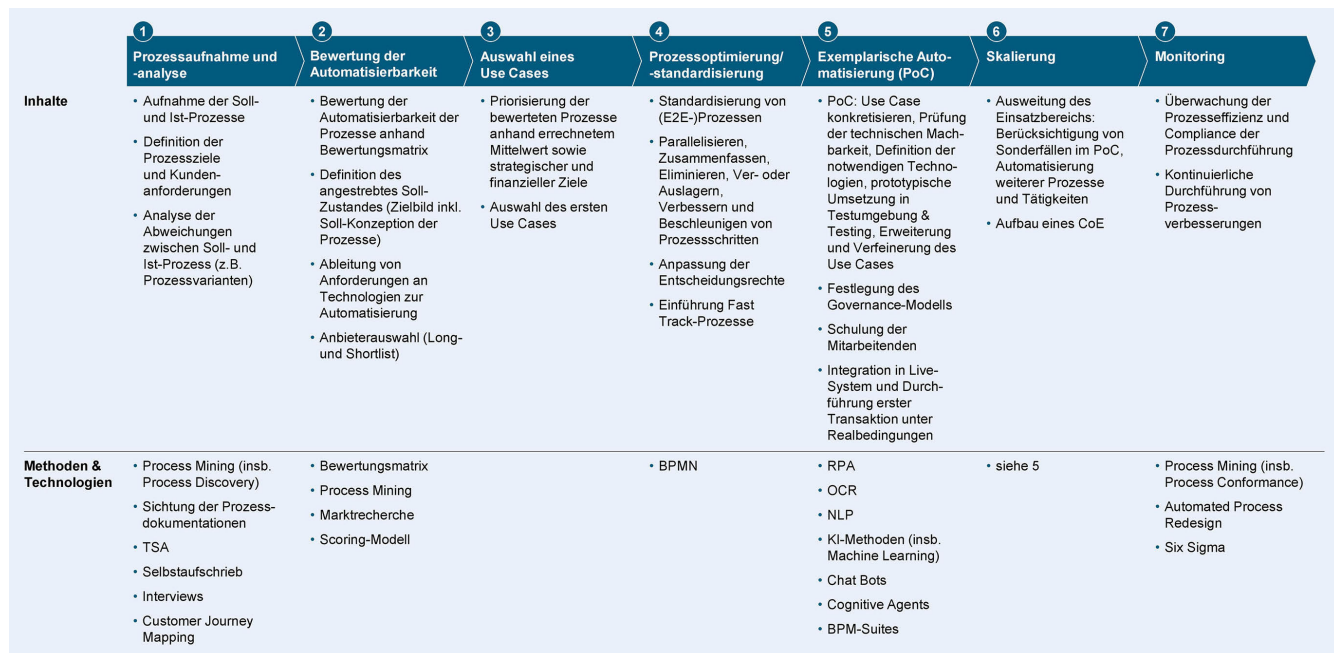 1
Prozessaufnahme und
-analyse
2
Bewertung der
Automatisierbarkeit
3
Auswahl eines
Use Cases
4
Prozessoptimierung/
-standardisierung
5
Exemplarische Auto-
matisierung (PoC)
6
Skalierung
7
Monitoring
Inhalte
• Aufnahme der Soll-
und Ist-Prozesse
• Definition der
Prozessziele
und Kunden-
anforderungen
• Analyse der
Abweichungen
zwischen Soll- und
Ist-Prozess (z.B.
Prozessvarianten)
• Bewertung der
Automatisierbarkeit der
Prozesse anhand
Bewertungsmatrix
• Definition des
angestrebtes Soll-
Zustandes (Zielbild inkl.
Soll-Konzeption der
Prozesse)
• Ableitung von
Anforderungen an
Technologien zur
Automatisierung
• Anbieterauswahl (Long-
und Shortlist)
• Priorisierung der
bewerteten Prozesse
anhand errechnetem
Mittelwert sowie
strategischer und
finanzieller Ziele
• Auswahl des ersten
Use Cases
• Standardisierung von
(E2E-)Prozessen
• Parallelisieren,
Zusammenfassen,
Eliminieren, Ver- oder
Auslagern,
Verbessern und
Beschleunigen von
Prozessschritten
• Anpassung der
Entscheidungsrechte
• Einführung Fast
Track-Prozesse
• PoC: Use Case
konkretisieren, Prüfung
der technischen Mach-
barkeit, Definition der
notwendigen Techno-
logien, prototypische
Umsetzung in
Testumgebung &
Testing, Erweiterung
und Verfeinerung des
Use Cases
• Festlegung des
Governance-Modells
• Schulung der
Mitarbeitenden
• Integration in Live-
System und Durch-
führung erster
Transaktion unter
Realbedingungen
• Ausweitung des
Einsatzbereichs:
Berücksichtigung von
Sonderfällen im PoC,
Automatisierung
weiterer Prozesse
und Tätigkeiten
• Aufbau eines CoE
• Überwachung der
Prozesseffizienz und
Compliance der
Prozessdurchführung
• Kontinuierliche
Durchführung von
Prozess-
verbesserungen
Methoden &
Technologien
• Process Mining (insb.
Process Discovery)
• Sichtung der Prozess-
dokumentationen
• TSA
• Selbstaufschrieb
• Interviews
• Customer Journey
Mapping
• Bewertungsmatrix
• Process Mining
• Marktrecherche
• Scoring-Modell
• BPMN
• RPA
• OCR
• NLP
• KI-Methoden (insb.
Machine Learning)
• Chat Bots
• Cognitive Agents
• BPM-Suites
• siehe 5
• Process Mining (insb.
Process Conformance)
• Automated Process
Redesign
• Six Sigma